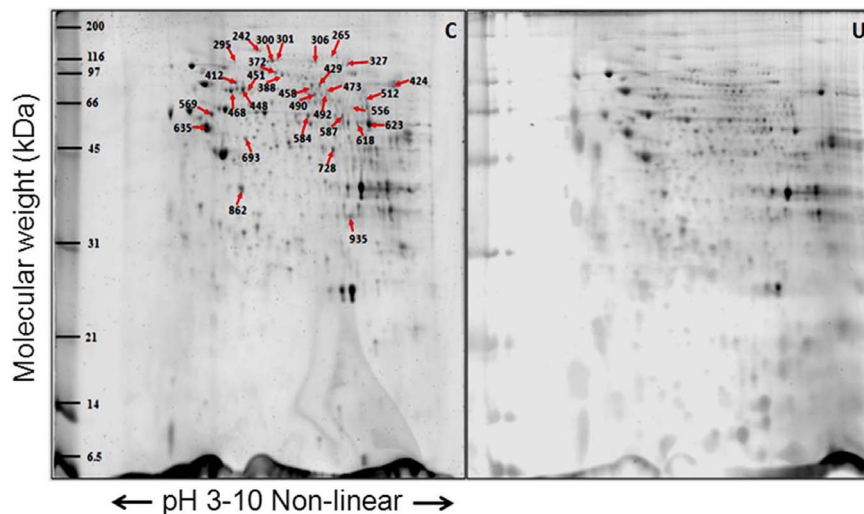 200
116
97
66
45
31
21
14
6.5
Molecular weight (kDa)
C
U
242 300 301 306 265
295 372 429 327
412 451 388 458 473 424
468 448 490 492 512
569 556
635 584 587 618 623
693 728
862
935
pH 3-10 Non-linear